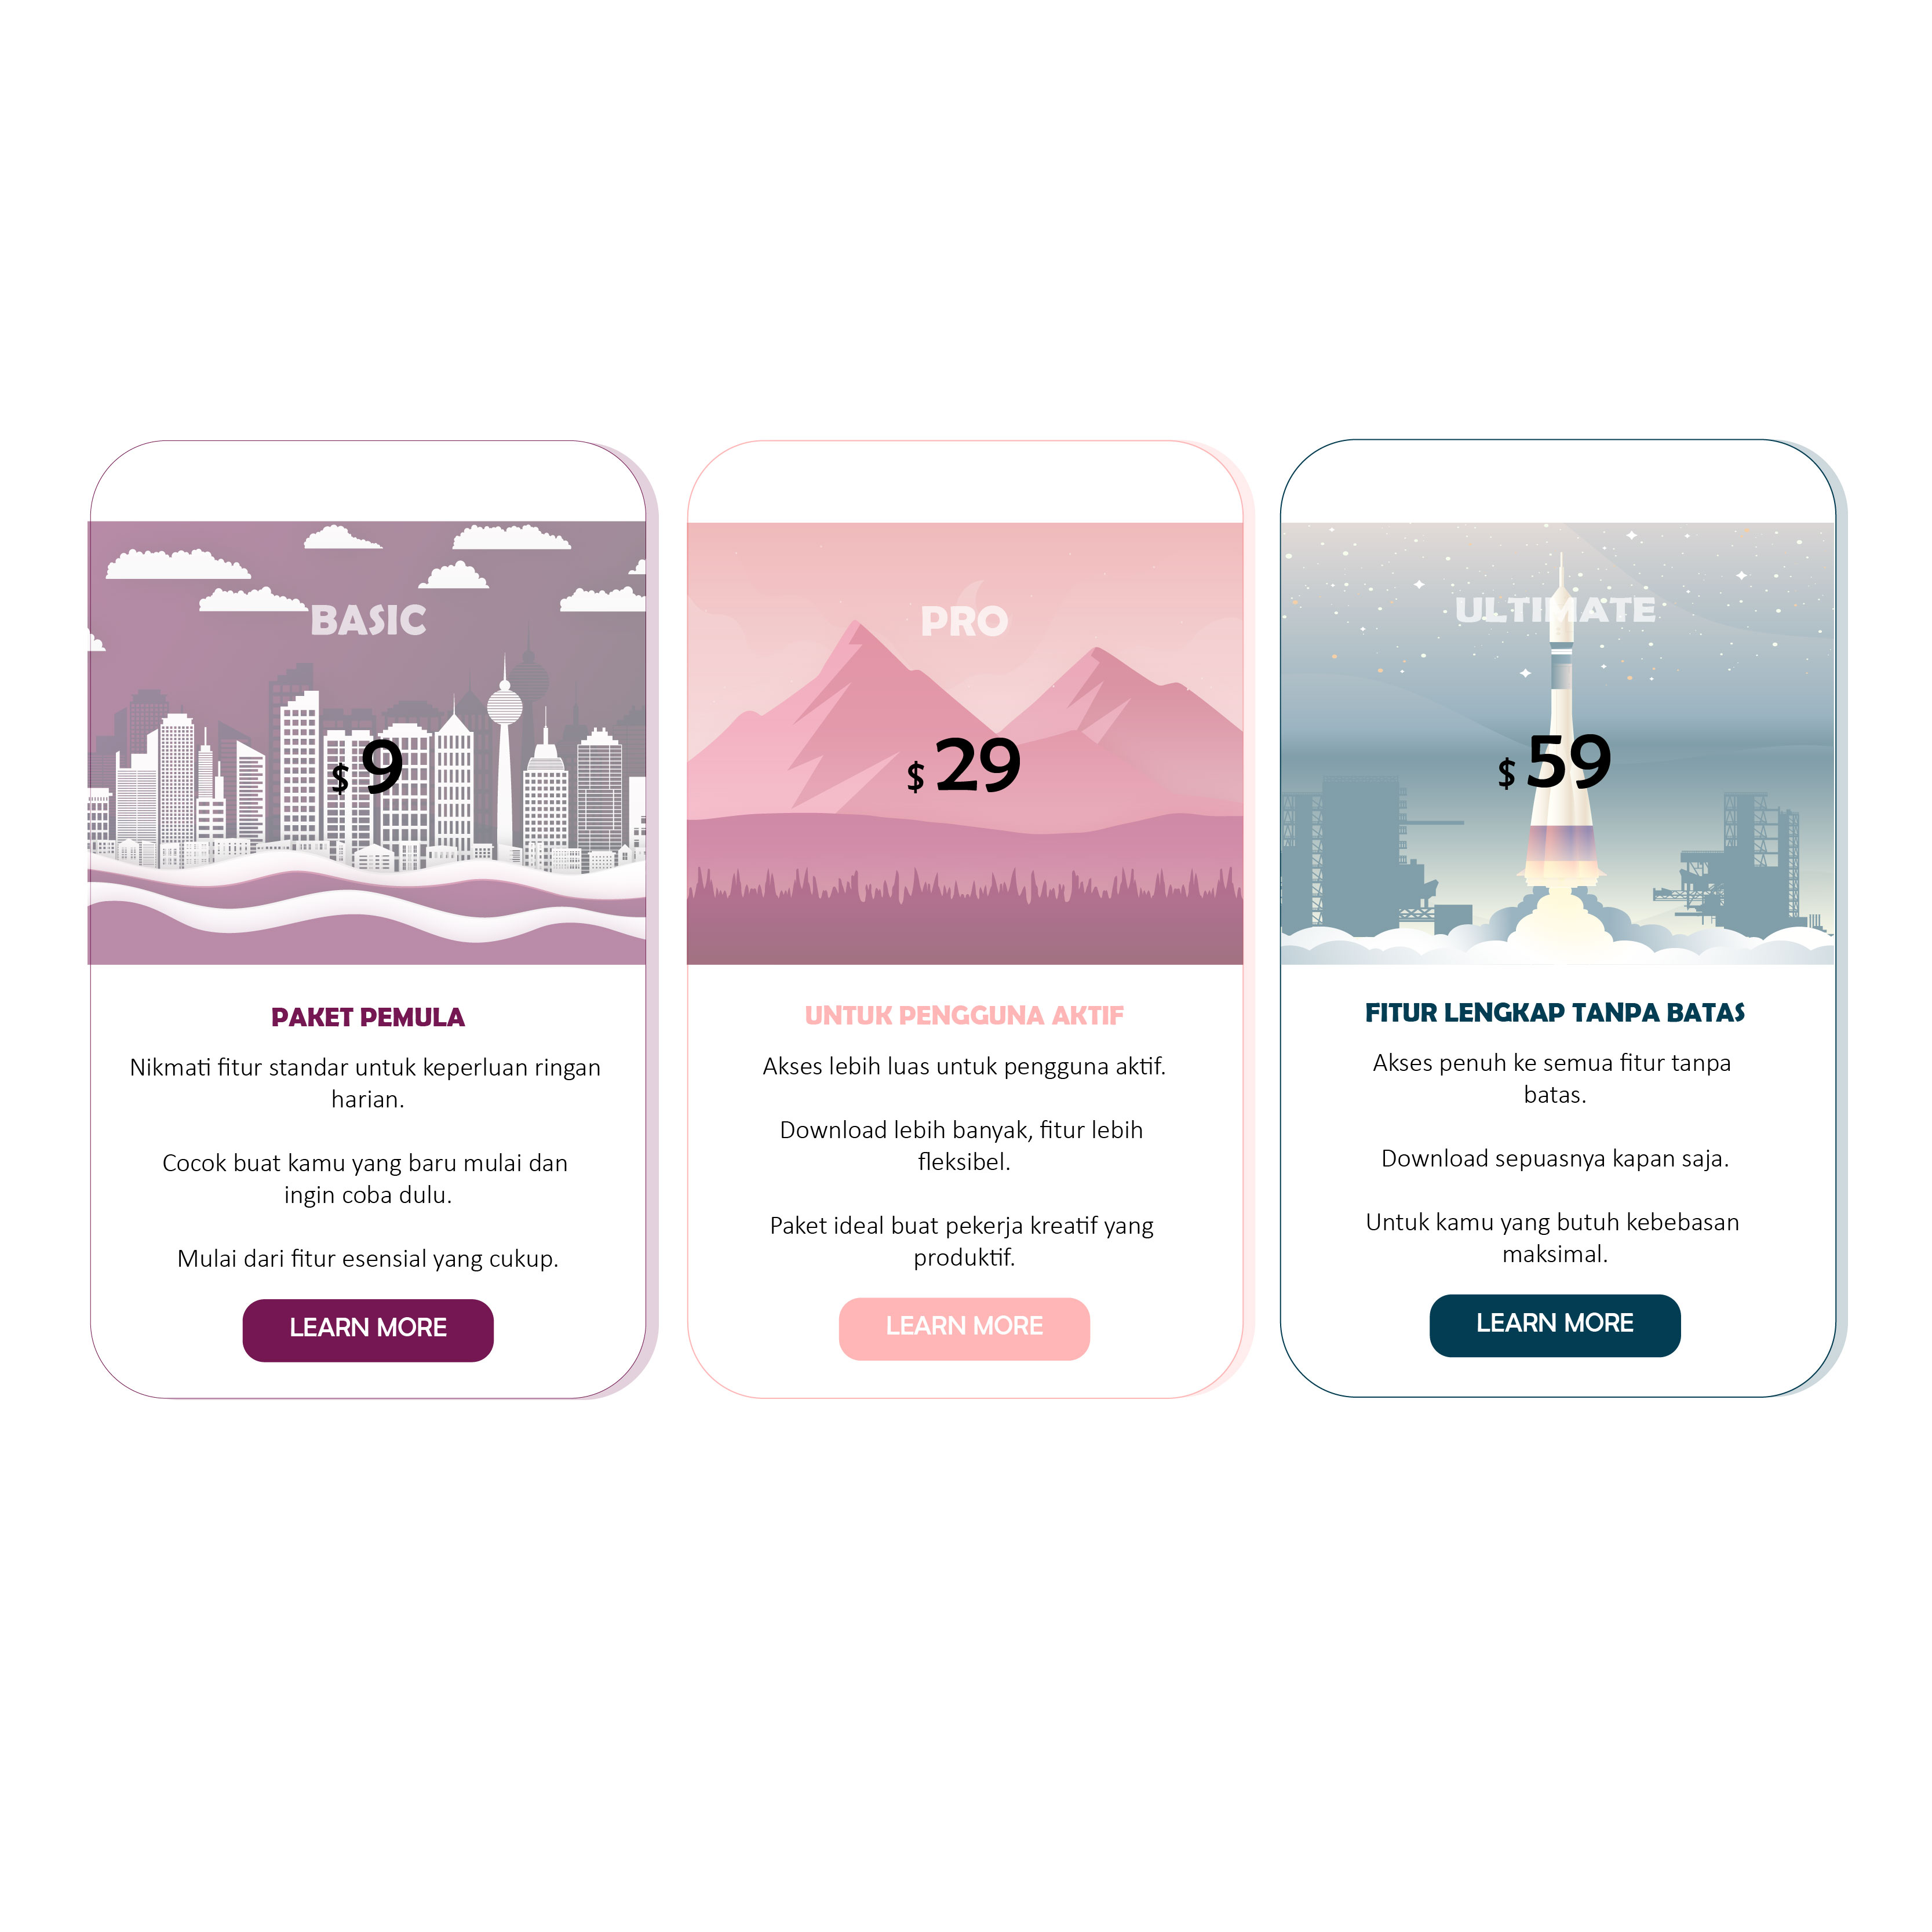 BASIC
$ 9
PAKET PEMULA
Nikmati fitur standar untuk keperluan ringan
harian.
Cocok buat kamu yang baru mulai dan
ingin coba dulu.
Mulai dari fitur esensial yang cukup.
LEARN MORE
PRO
$ 29
UNTUK PENGGUNA AKTIF
Akses lebih luas untuk pengguna aktif.
Download lebih banyak, fitur lebih
fleksibel.
Paket ideal buat pekerja kreatif yang
produktif.
LEARN MORE
ULTIMATE
$ 59
FITUR LENGKAP TANPA BATAS
Akses penuh ke semua fitur tanpa
batas.
Download sepuasnya kapan saja.
Untuk kamu yang butuh kebebasan
maksimal.
LEARN MORE